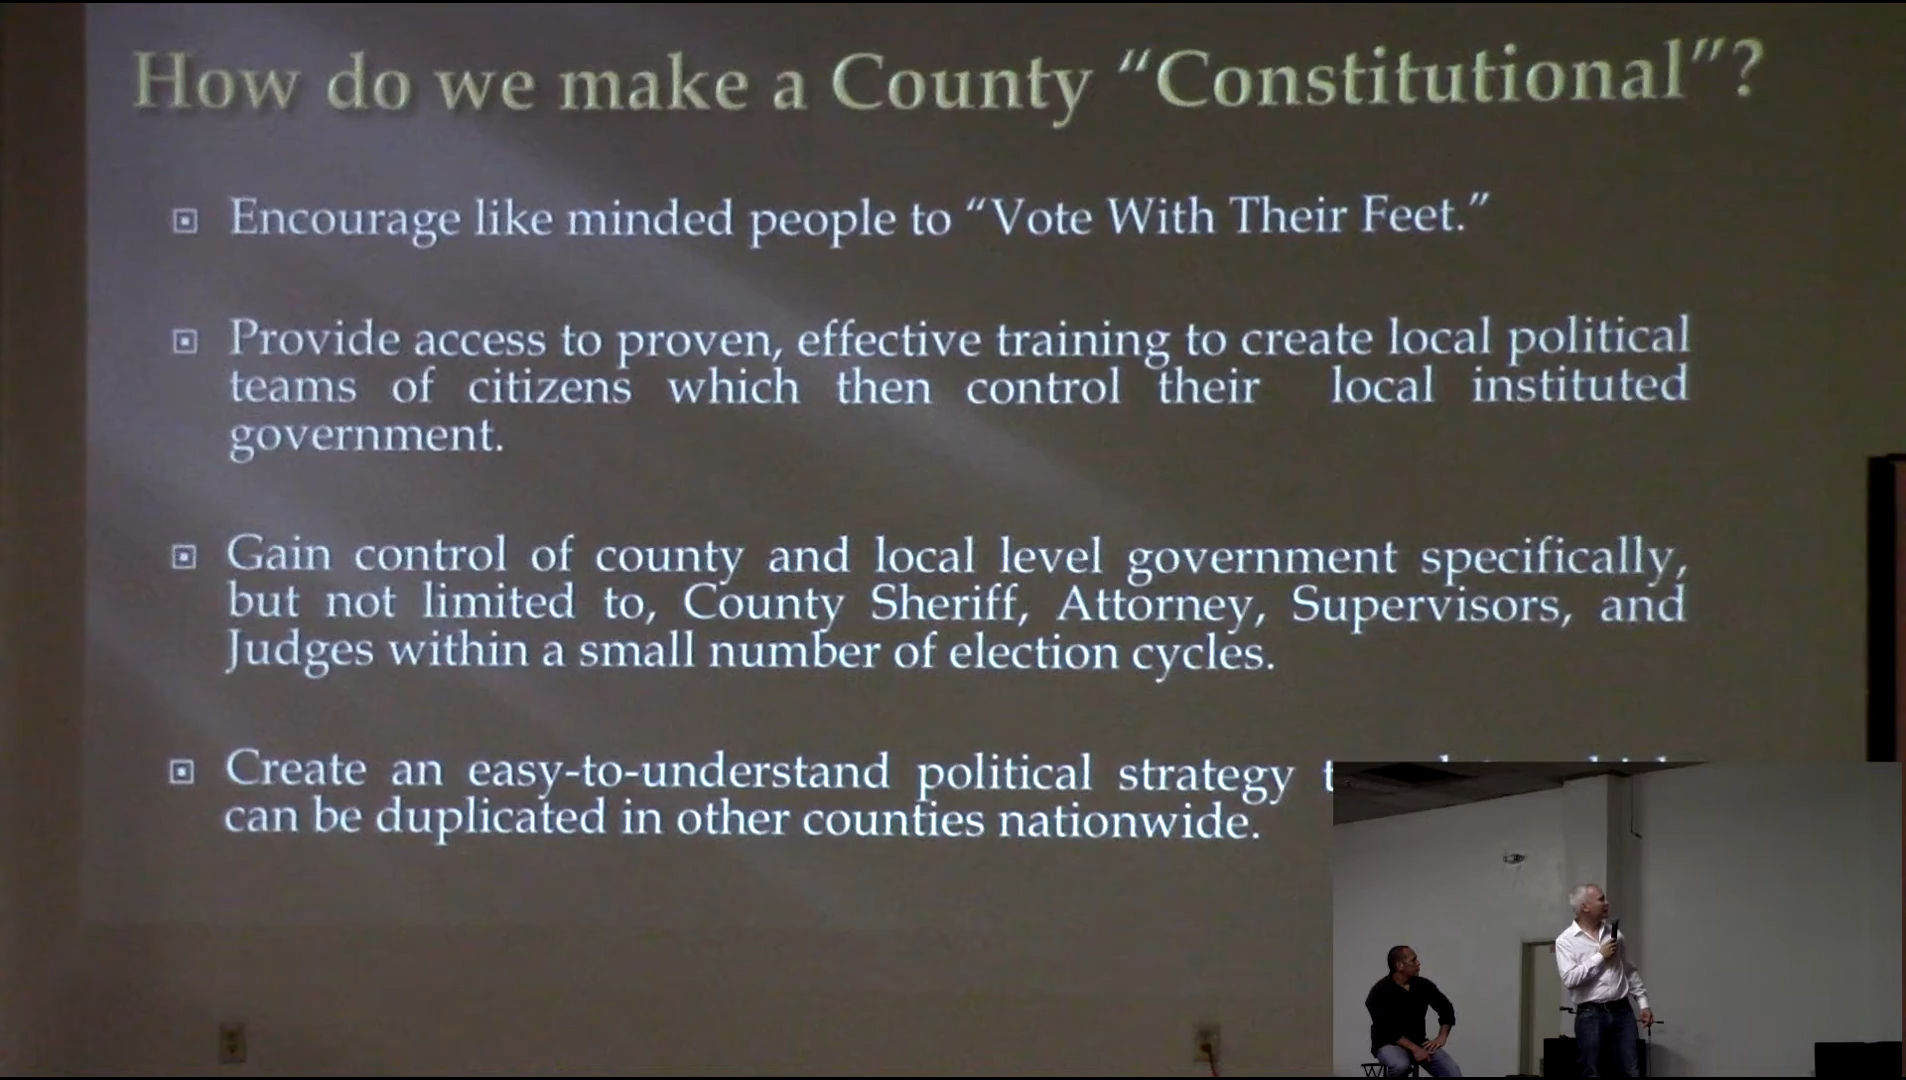 How do we make a County “Constitutional”?
Encourage like minded people to “Vote With Their Feet.”
Provide access to proven, effective training to create local political
teams of citizens which then control their local instituted
government.
Gain control of county and local level government specifically,
but not limited to, County Sheriff, Attorney, Supervisors, and
Judges within a small number of election cycles.
Create an easy-to-understand political strategy
can be duplicated in other counties nationwide.